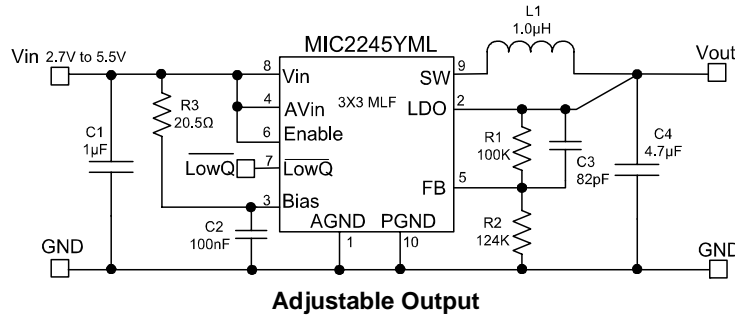 L1
1.0µH
Vin 2.7V to 5.5V
MIC2245YML
Vout
8
Vin
SW
9
4
AVin
3X3 MLF
LDO
2
R3
20.5Ω
6
Enable
C1
1µF
R1
100K
C3
82pF
C4
4.7µF
LowQ
7
LowQ
FB
5
3
Bias
C2
100nF
AGND
PGND
1
10
R2
124K
GND
GND
Adjustable Output